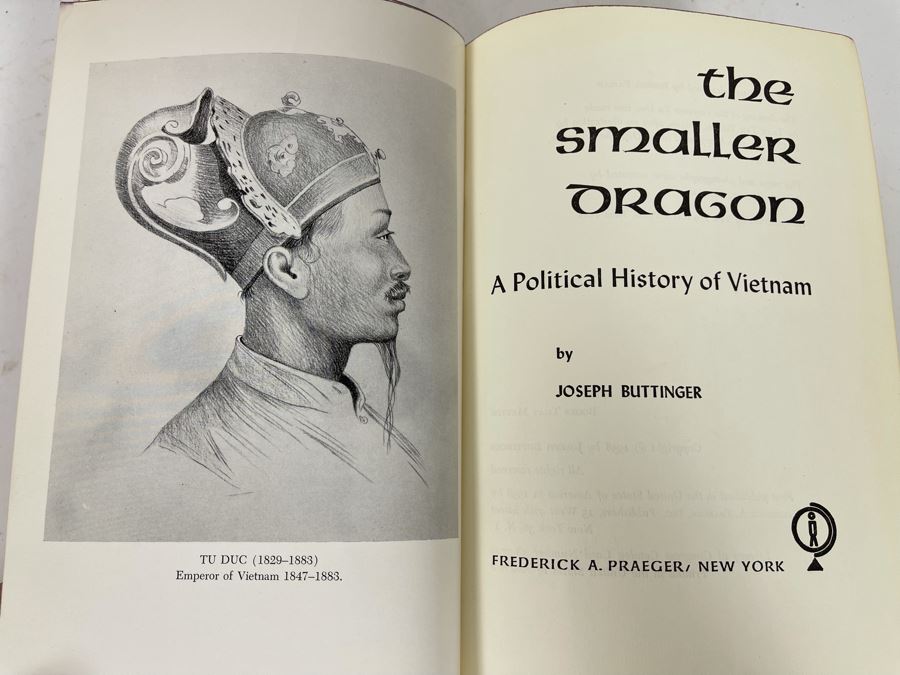 TU DUC (1829–1883)
Emperor of Vietnam 1847–1883.
the
smaller
dragon
A Political History of Vietnam
by
JOSEPH BUTTINGER
FREDERICK A. PRAEGER, NEW YORK